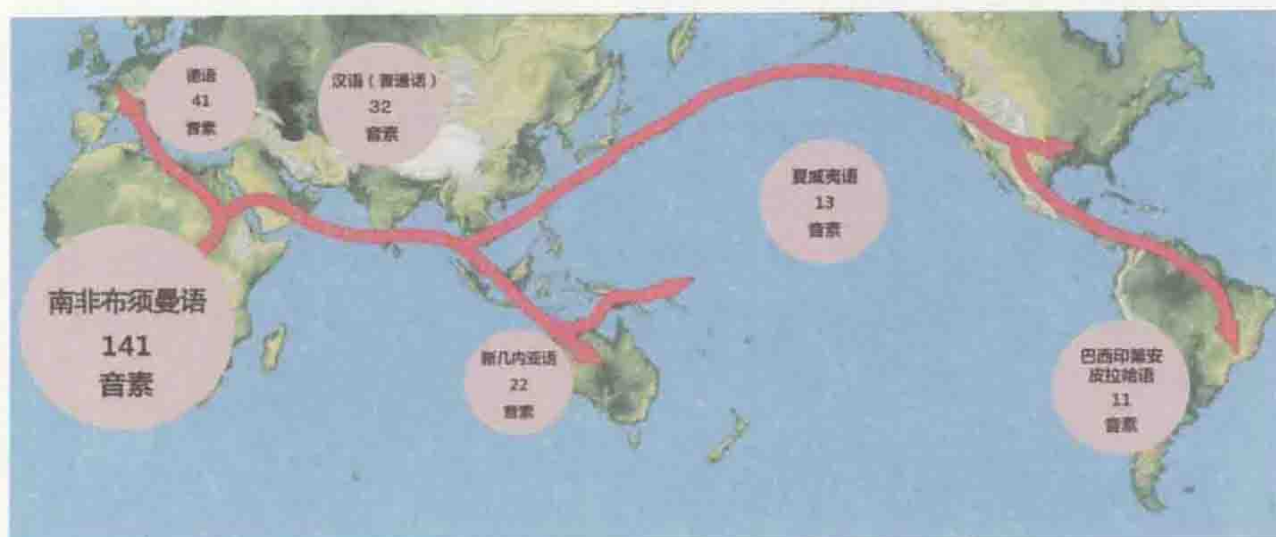 德语
41
音素
汉语（普通话）
32
音素
夏威夷语
13
音素
南非布须曼语
141
音素
新几内亚语
22
音素
巴西印第安
皮拉哈语
11
音素